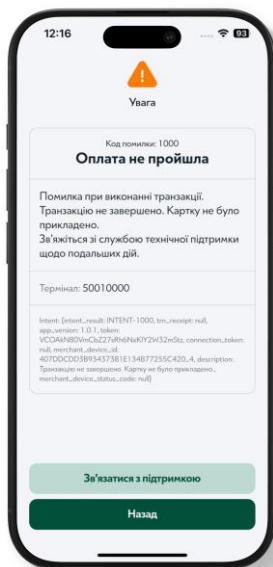 12:16
93
Увага
Код помилки: 1000
Оплата не пройшла
Помилка при виконанні транзакції.
Транзакцію не завершено. Картку не було
прикладено.
Зв'яжіться зі службою технічної підтримки
щодо подальших дій.
Термінал: 50010000
Intent: {intent_result: INTENT-1000, tm_receipt: null,
app_version: 1.0.1, token:
connection_token:
null, merchant_device_id:
description:
Транзакцію не завершено. Картку не було прикладено.,
merchant_device_status_code: null}
Зв'язатися з підтримкою
Назад